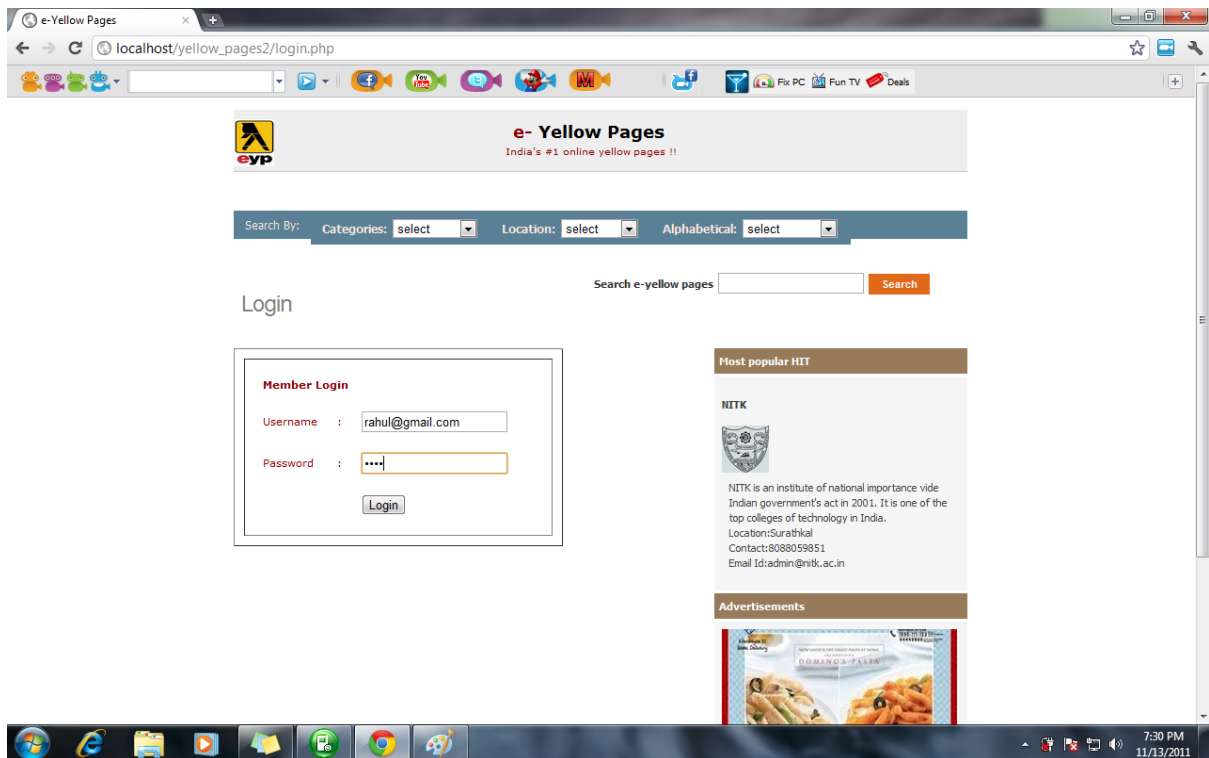 e-Yellow Pages
localhost/yellow_pages2/login.php
You Tube M Fix PC Fun TV Deals
eyp
e- Yellow Pages
India's #1 online yellow pages !!
Search By: Categories: select Location: select Alphabetical: select
Search e-yellow pages Search
Login
Member Login
Username : rahul@gmail.com
Password : ••••
Login
Most popular HIT
NITK
NITK is an institute of national importance vide
Indian government's act in 2001. It is one of the
top colleges of technology in India.
Location:Surathkal
Contact:8088059851
Email Id:admin@nitk.ac.in
Advertisements
DOMINO'S PASTA
7:30 PM
11/13/2011